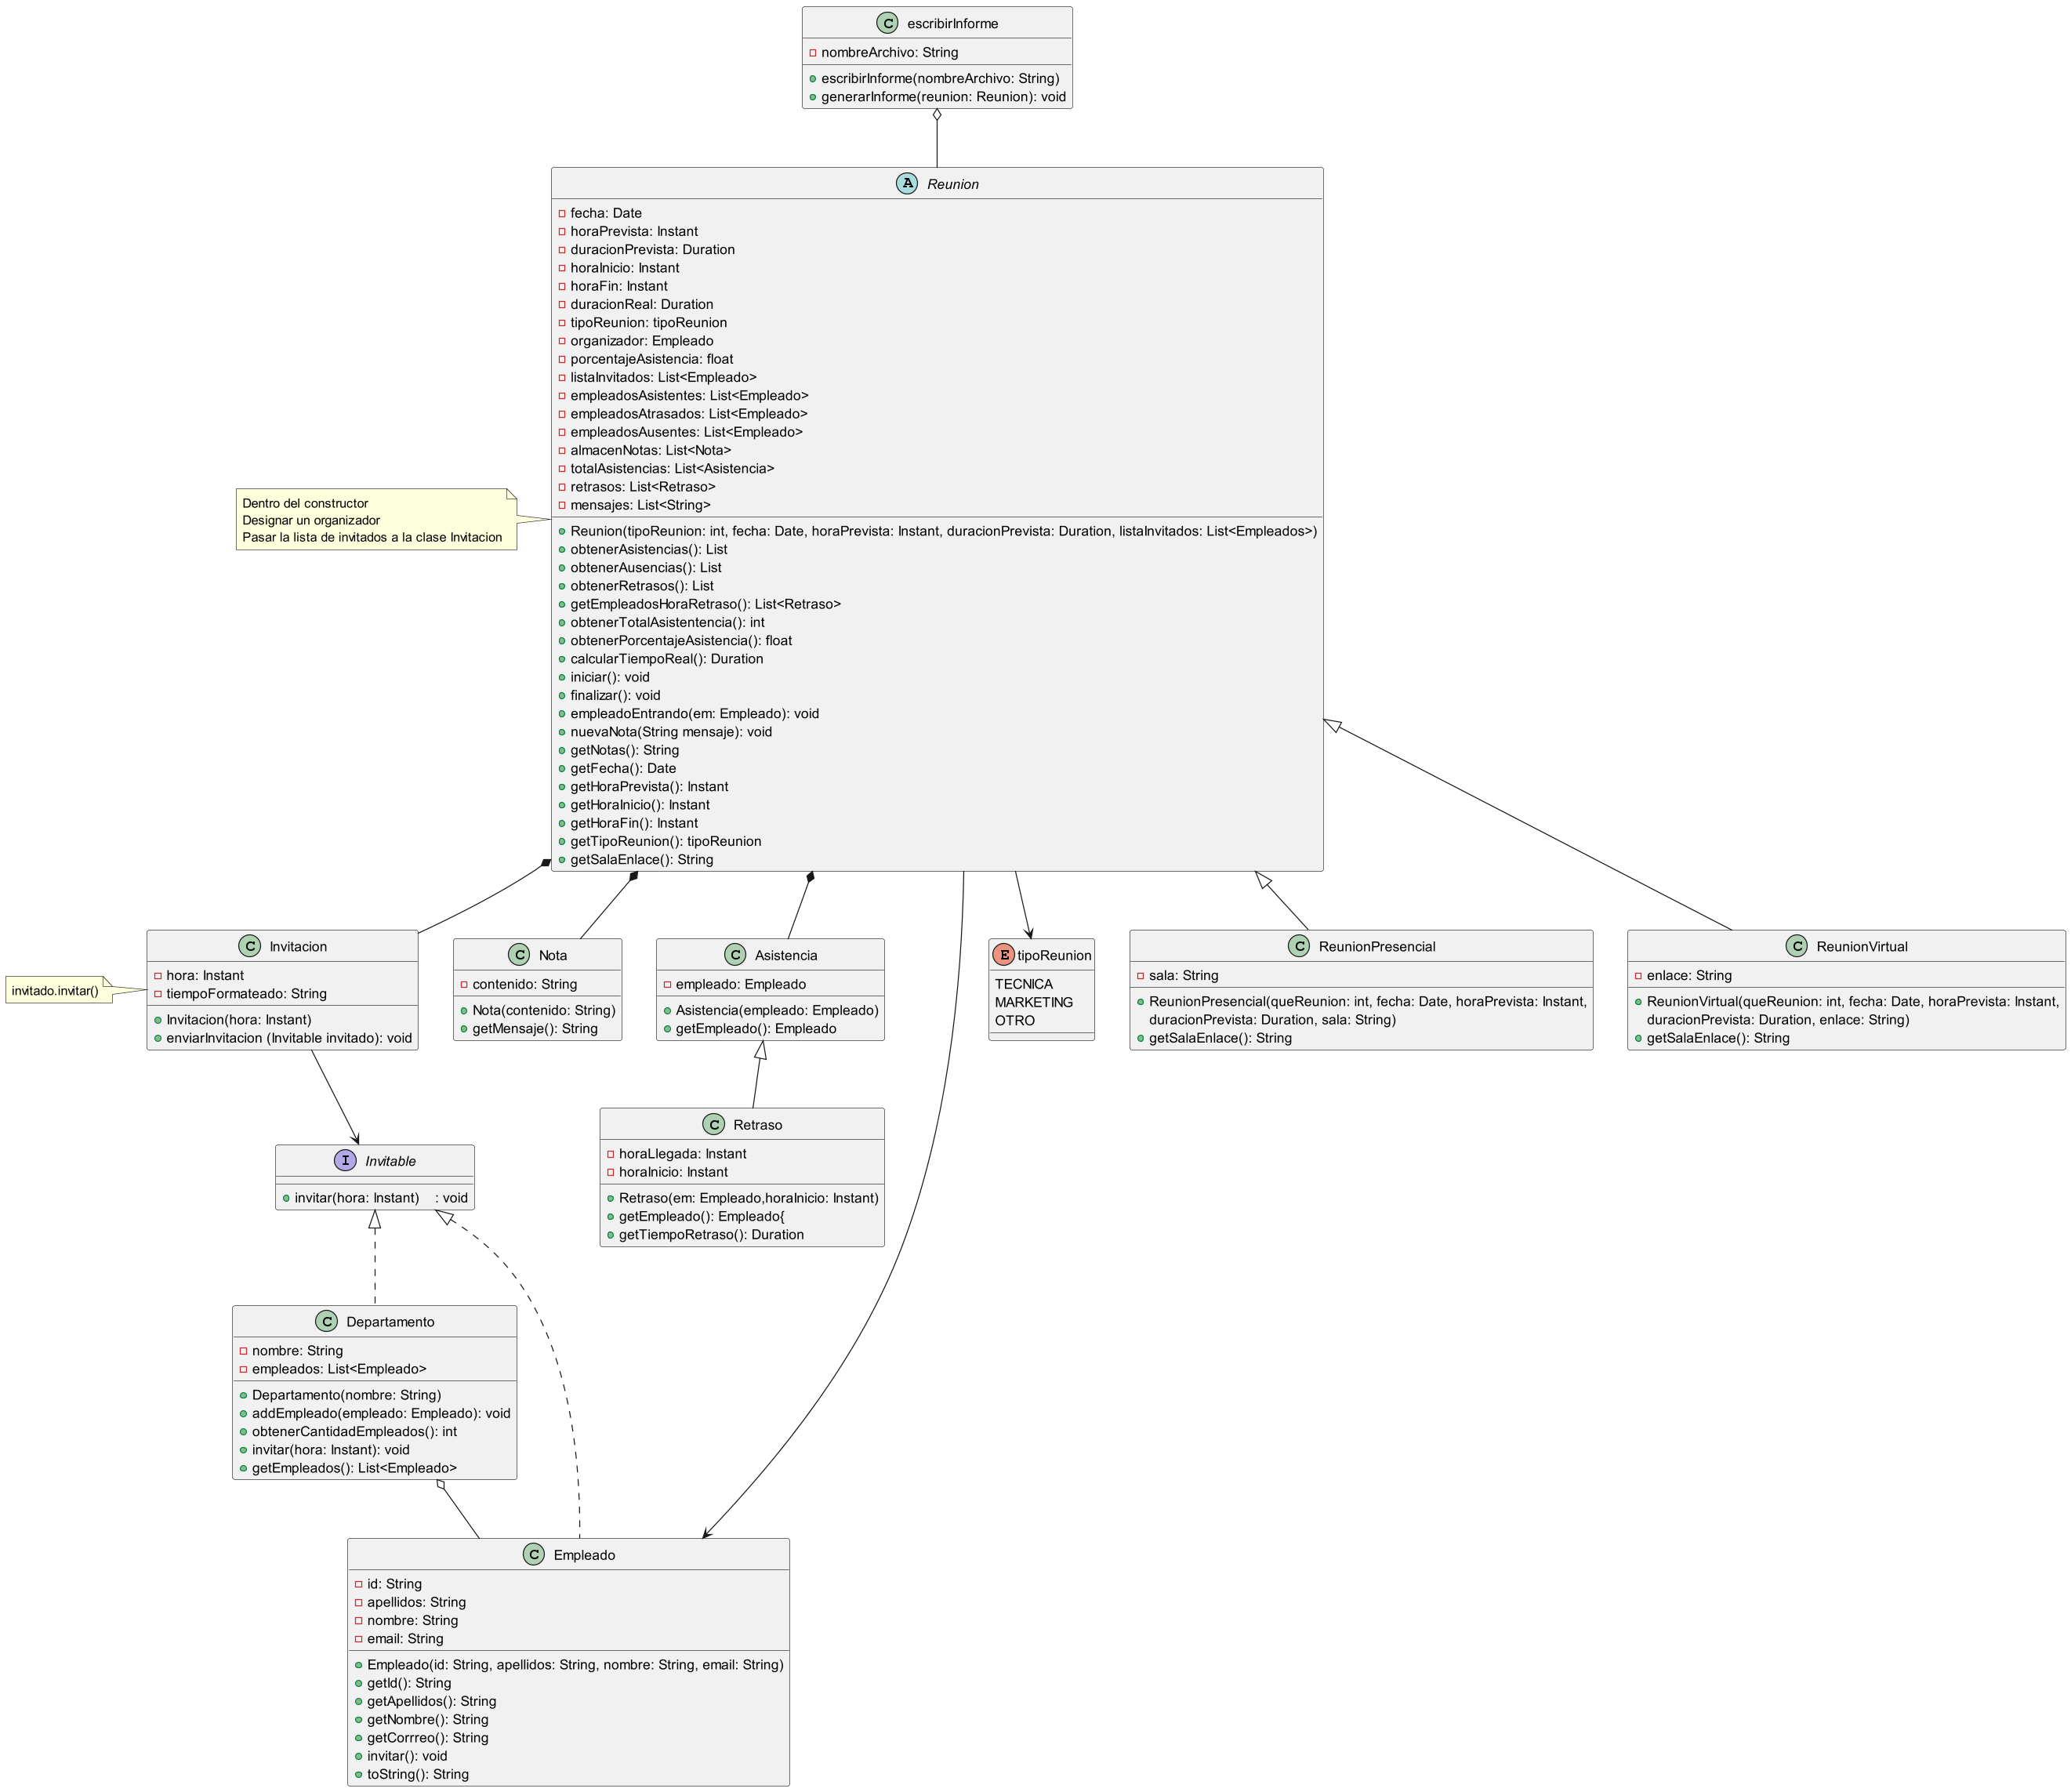 C escribirInforme
nombreArchivo: String
escribirInforme(nombreArchivo: String)
generarInforme(reunion: Reunion): void
A Reunion
fecha: Date
horaPrevista: Instant
duracionPrevista: Duration
horaInicio: Instant
horaFin: Instant
duracionReal: Duration
tipoReunion: tipoReunion
organizador: Empleado
porcentajeAsistencia: float
listaInvitados: List<Empleado>
empleadosAsistentes: List<Empleado>
empleadosAtrasados: List<Empleado>
empleadosAusentes: List<Empleado>
almacenNotas: List<Nota>
totalAsistencias: List<Asistencia>
retrasos: List<Retraso>
mensajes: List<String>
Reunion(tipoReunion: int, fecha: Date, horaPrevista: Instant, duracionPrevista: Duration, listaInvitados: List<Empleados>)
obtenerAsistencias(): List
obtenerAusencias(): List
obtenerRetrasos(): List
getEmpleadosHoraRetraso(): List<Retraso>
obtenerTotalAsistentencia(): int
obtenerPorcentajeAsistencia(): float
calcularTiempoReal(): Duration
iniciar(): void
finalizar(): void
empleadoEntrando(em: Empleado): void
nuevaNota(String mensaje): void
getNotas(): String
getFecha(): Date
getHoraPrevista(): Instant
getHoraInicio(): Instant
getHoraFin(): Instant
getTipoReunion(): tipoReunion
getSalaEnlace(): String
Dentro del constructor
Designar un organizador
Pasar la lista de invitados a la clase Invitacion
C Invitacion
hora: Instant
tiempoFormateado: String
Invitacion(hora: Instant)
enviarInvitacion (Invitable invitado): void
invitado.invitar()
C Nota
contenido: String
Nota(contenido: String)
getMensaje(): String
C Asistencia
empleado: Empleado
Asistencia(empleado: Empleado)
getEmpleado(): Empleado
E tipoReunion
TECNICA
MARKETING
OTRO
C ReunionPresencial
sala: String
ReunionPresencial(queReunion: int, fecha: Date, horaPrevista: Instant,
duracionPrevista: Duration, sala: String)
getSalaEnlace(): String
C ReunionVirtual
enlace: String
ReunionVirtual(queReunion: int, fecha: Date, horaPrevista: Instant,
duracionPrevista: Duration, enlace: String)
getSalaEnlace(): String
I Invitable
invitar(hora: Instant) : void
C Retraso
horaLlegada: Instant
horaInicio: Instant
Retraso(em: Empleado,horaInicio: Instant)
getEmpleado(): Empleado{
getTiempoRetraso(): Duration
C Departamento
nombre: String
empleados: List<Empleado>
Departamento(nombre: String)
addEmpleado(empleado: Empleado): void
obtenerCantidadEmpleados(): int
invitar(hora: Instant): void
getEmpleados(): List<Empleado>
C Empleado
id: String
apellidos: String
nombre: String
email: String
Empleado(id: String, apellidos: String, nombre: String, email: String)
getId(): String
getApellidos(): String
getNombre(): String
getCorrreo(): String
invitar(): void
toString(): String